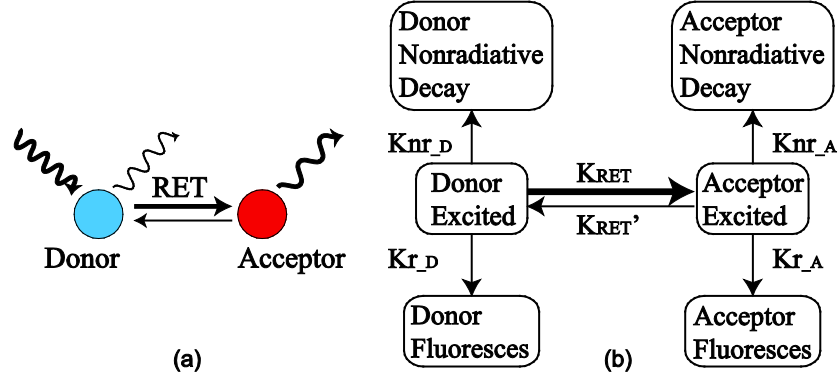 RET
Donor
Acceptor
(a)
Donor
Nonradiative
Decay
Acceptor
Nonradiative
Decay
Knr_D
Knr_A
Donor
Excited
KRET
KRET’
Acceptor
Excited
Kr_D
Kr_A
Donor
Fluoresces
Acceptor
Fluoresces
(b)